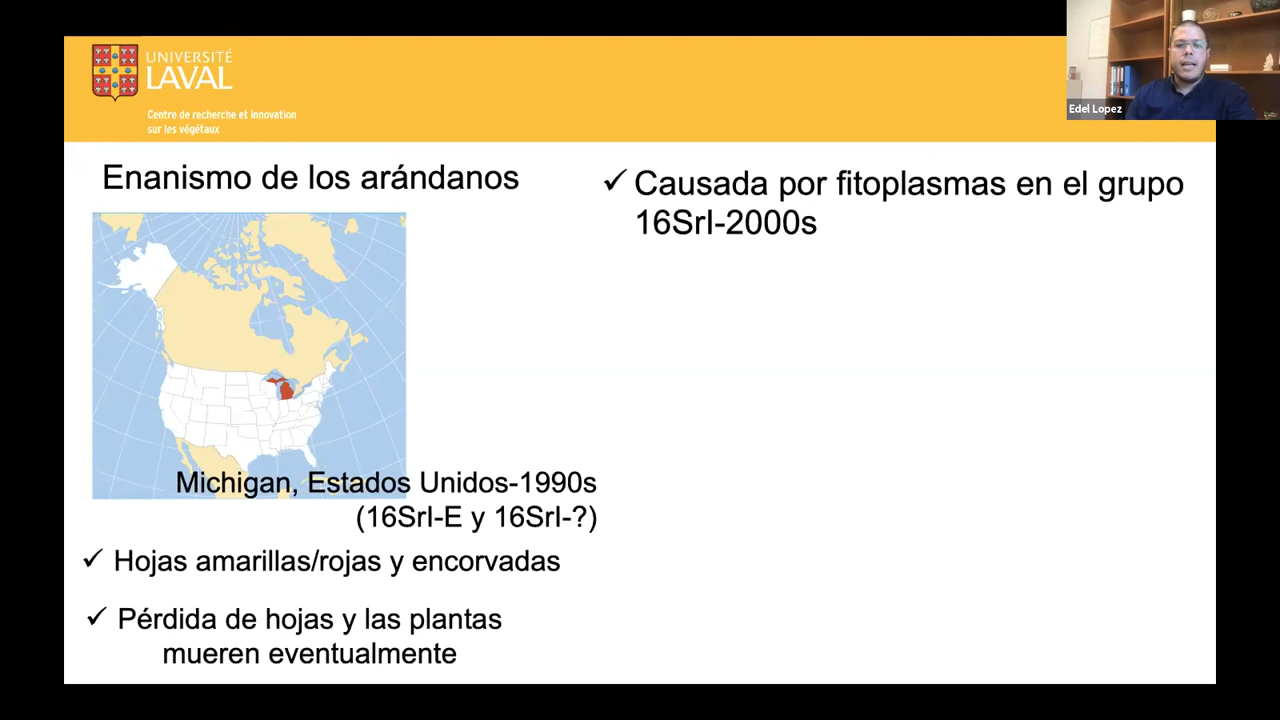 UNIVERSITÉ
LAVAL
Centre de recherche et innovation
sur les végétaux
Edel Lopez
Enanismo de los arándanos
Michigan, Estados Unidos-1990s
(16SrI-E y 16SrI-?)
✓ Hojas amarillas/rojas y encorvadas
✓ Pérdida de hojas y las plantas
mueren eventualmente
✓ Causada por fitoplasmas en el grupo
16SrI-2000s